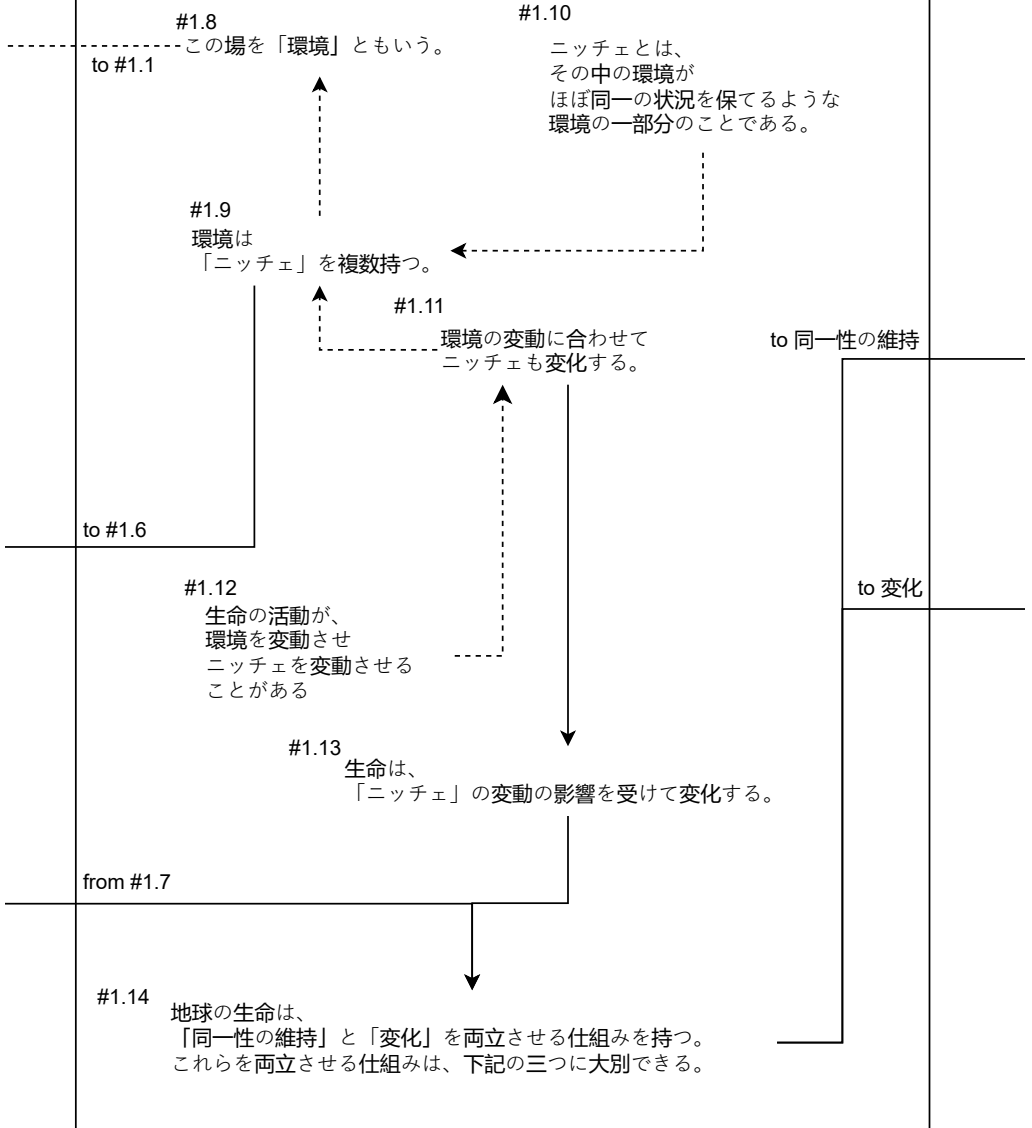 #1.8
この場を「環境」ともいう。
to #1.1
#1.10
ニッチェとは、
その中の環境が
ほぼ同一の状況を保てるような
環境の一部分のことである。
#1.9
環境は
「ニッチェ」を複数持つ。
#1.11
環境の変動に合わせて
ニッチェも変化する。
to 同一性の維持
to #1.6
to 変化
#1.12
生命の活動が、
環境を変動させ
ニッチェを変動させる
ことがある
#1.13
生命は、
「ニッチェ」の変動の影響を受けて変化する。
from #1.7
#1.14
地球の生命は、
「同一性の維持」と「変化」を両立させる仕組みを持つ。
これらを両立させる仕組みは、下記の三つに大別できる。